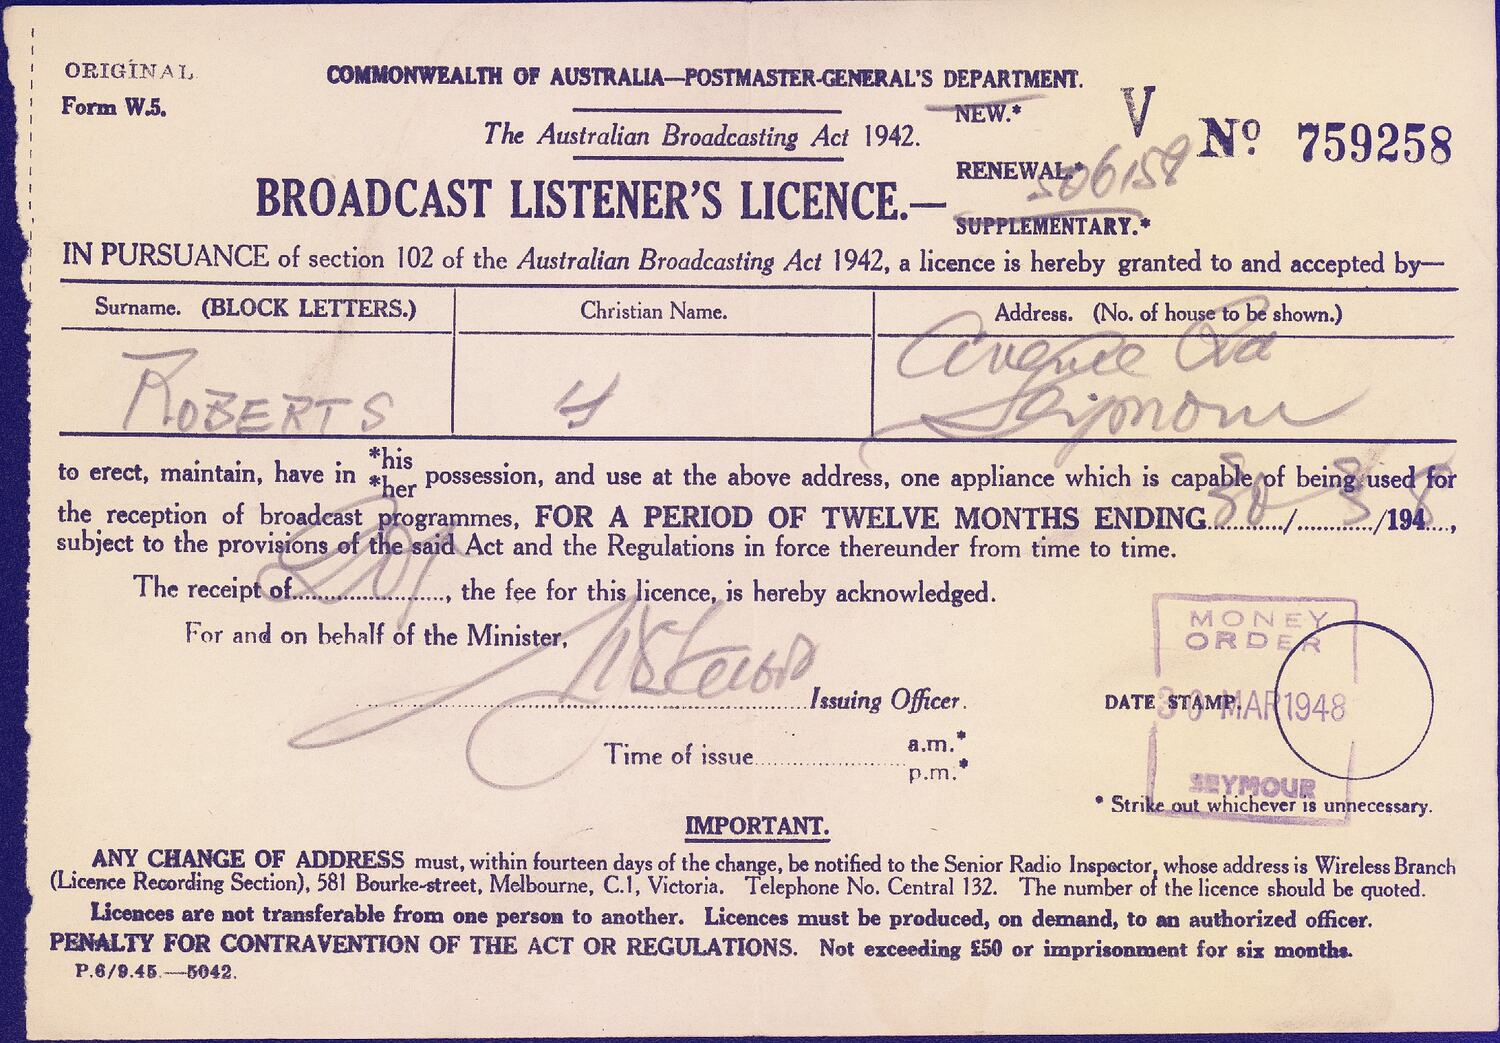 ORIGINAL
Form W.5.
COMMONWEALTH OF AUSTRALIA—POSTMASTER-GENERAL'S DEPARTMENT.
The Australian Broadcasting Act 1942.
NEW.*
V
Nº 759258
RENEWAL.*
506158
SUPPLEMENTARY.*
BROADCAST LISTENER'S LICENCE.—
IN PURSUANCE of section 102 of the Australian Broadcasting Act 1942, a licence is hereby granted to and accepted by—
Surname. (BLOCK LETTERS.)
Christian Name.
Address. (No. of house to be shown.)
ROBERTS
Avenue Rd
Seymour
to erect, maintain, have in *his *her possession, and use at the above address, one appliance which is capable of being used for
the reception of broadcast programmes, FOR A PERIOD OF TWELVE MONTHS ENDING............/............/194....,
subject to the provisions of the said Act and the Regulations in force thereunder from time to time.
The receipt of 20/-, the fee for this licence, is hereby acknowledged.
For and on behalf of the Minister,
Issuing Officer.
Time of issue
a.m.*
p.m.*
MONEY
ORDER
DATE STAMP.
30 MAR 1948
SEYMOUR
* Strike out whichever is unnecessary.
IMPORTANT.
ANY CHANGE OF ADDRESS must, within fourteen days of the change, be notified to the Senior Radio Inspector, whose address is Wireless Branch
(Licence Recording Section), 581 Bourke-street, Melbourne, C.1, Victoria. Telephone No. Central 132. The number of the licence should be quoted.
Licences are not transferable from one person to another. Licences must be produced, on demand, to an authorized officer.
PENALTY FOR CONTRAVENTION OF THE ACT OR REGULATIONS. Not exceeding £50 or imprisonment for six months.
P.6/9.45.—5042.